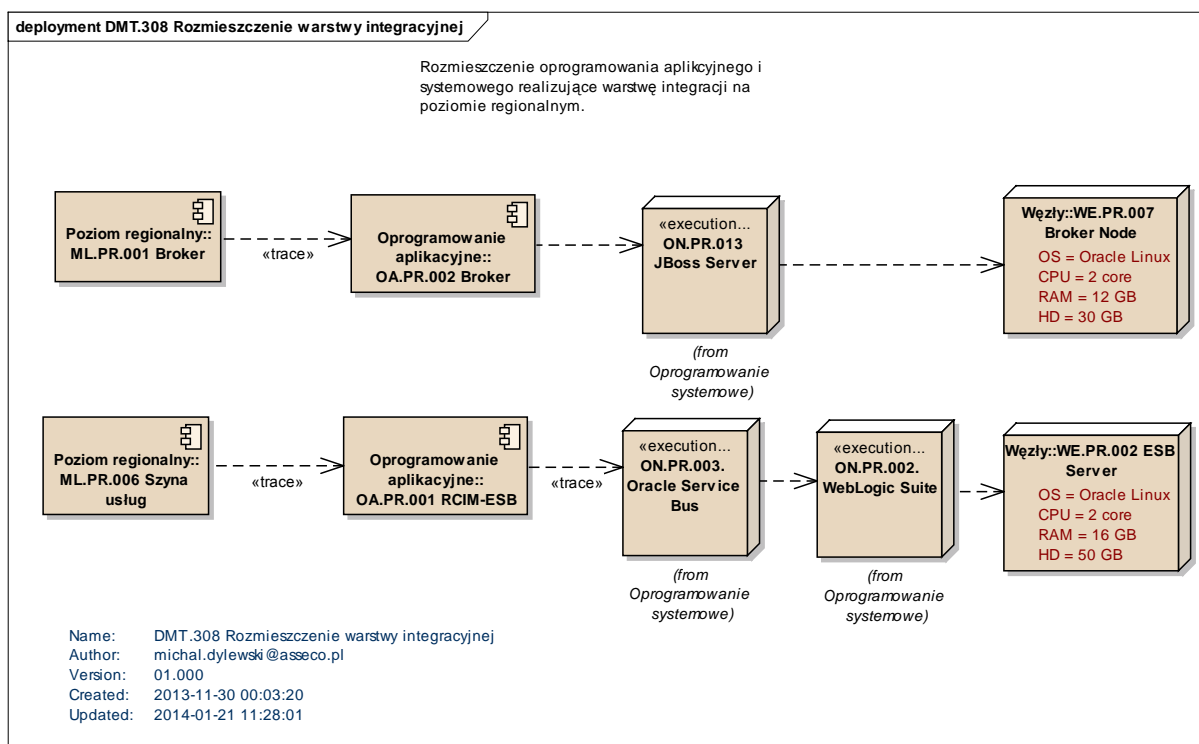 deployment DMT.308 Rozmieszczenie warstwy integracyjnej
Rozmieszczenie oprogramowania aplikcyjnego i
systemowego realizujące warstwę integracji na
poziomie regionalnym.
Poziom regionalny::
ML.PR.001 Broker
«trace»
Oprogramowanie
aplikacyjne::
OA.PR.002 Broker
«execution...
ON.PR.013
JBoss Server
(from
Oprogramowanie
systemowe)
Węzły::WE.PR.007
Broker Node
OS = Oracle Linux
CPU = 2 core
RAM = 12 GB
HD = 30 GB
Poziom regionalny::
ML.PR.006 Szyna
usług
«trace»
Oprogramowanie
aplikacyjne::
OA.PR.001 RCIM-ESB
«trace»
«execution...
ON.PR.003.
Oracle Service
Bus
(from
Oprogramowanie
systemowe)
«execution...
ON.PR.002.
WebLogic Suite
(from
Oprogramowanie
systemowe)
Węzły::WE.PR.002 ESB
Server
OS = Oracle Linux
CPU = 2 core
RAM = 16 GB
HD = 50 GB
Name: DMT.308 Rozmieszczenie warstwy integracyjnej
Author: michal.dylewski@asseco.pl
Version: 01.000
Created: 2013-11-30 00:03:20
Updated: 2014-01-21 11:28:01